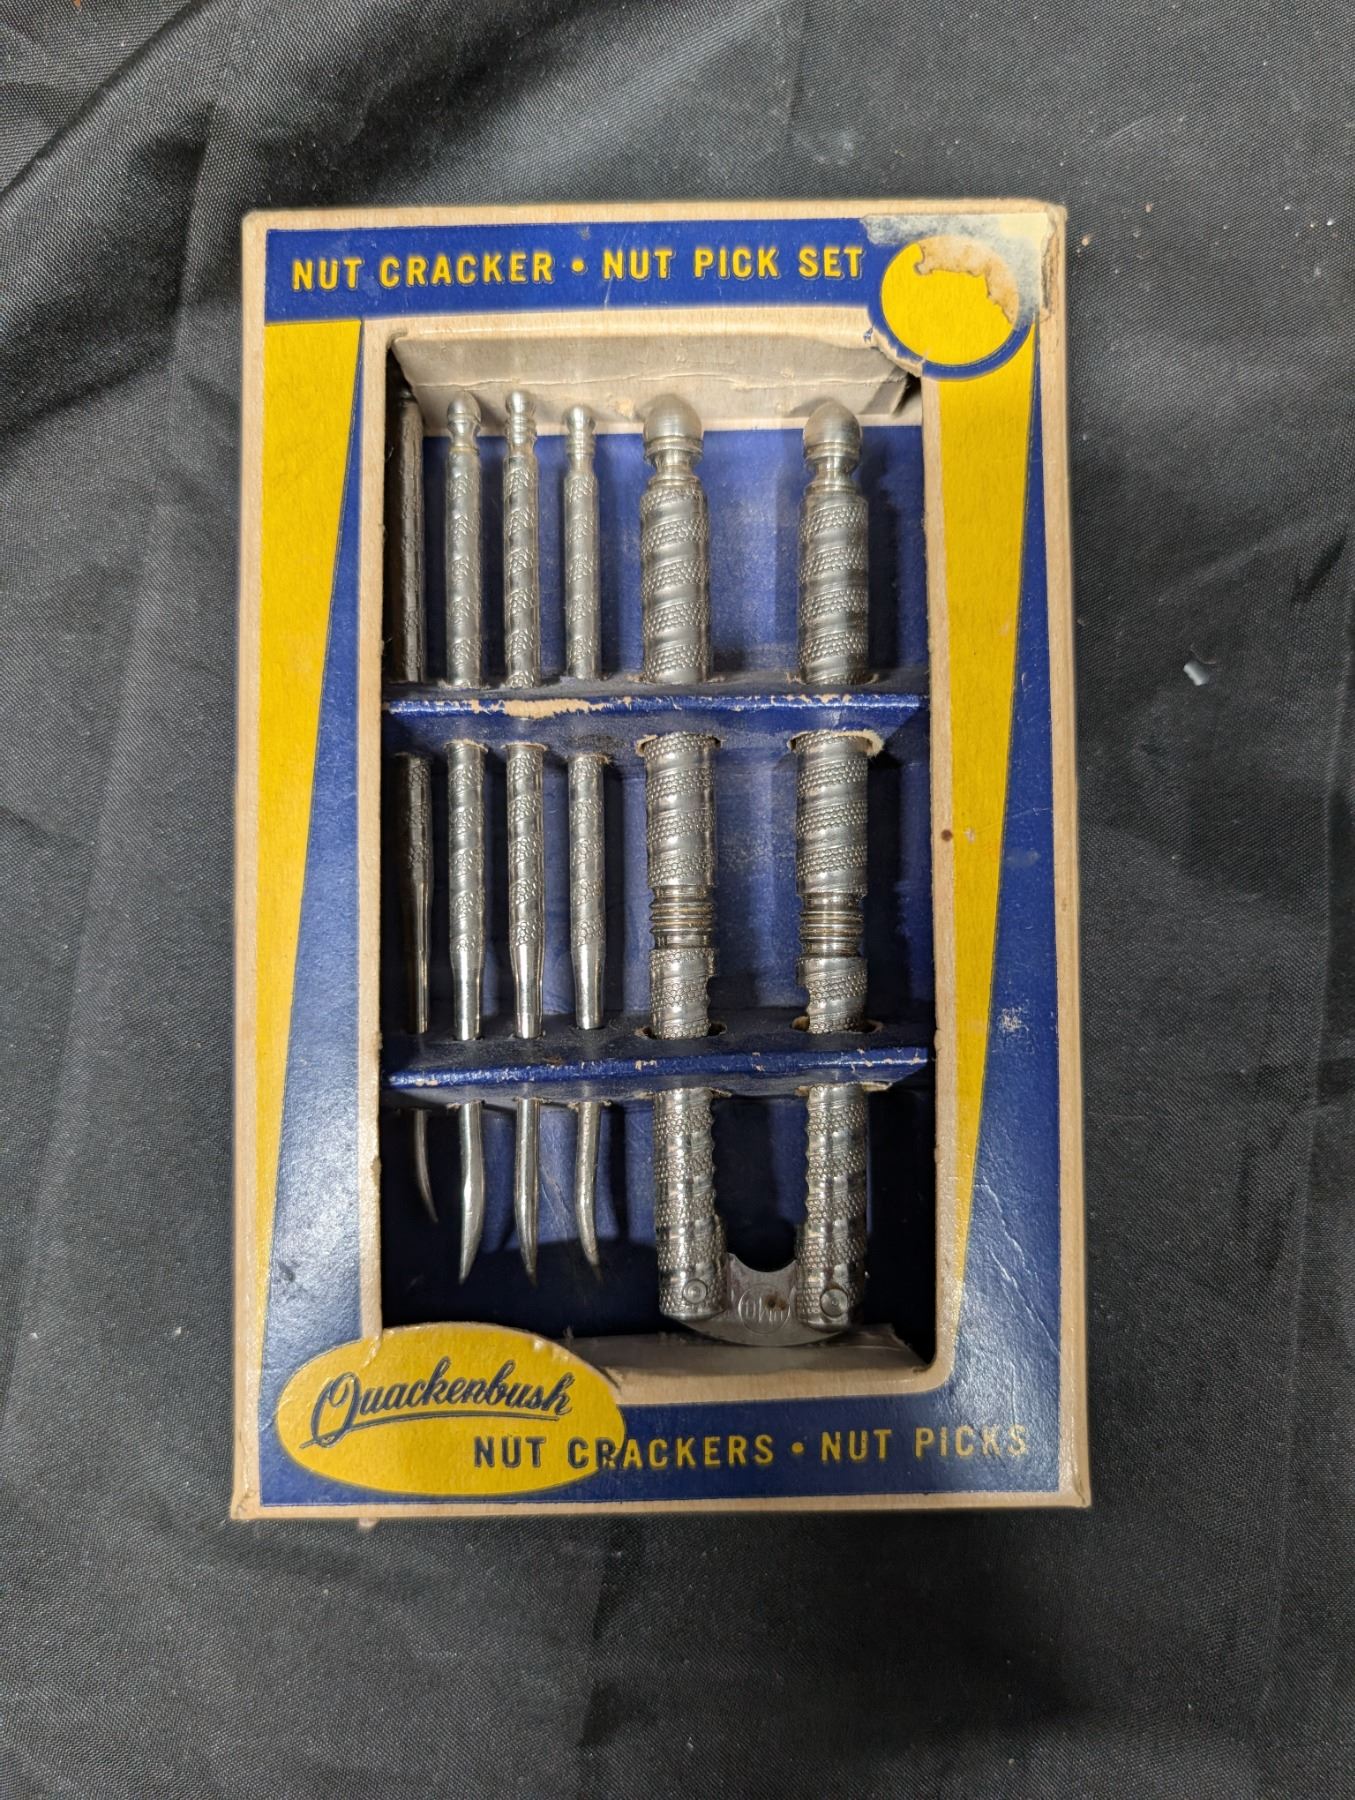 NUT CRACKER • NUT PICK SET
Quackenbush
NUT CRACKERS • NUT PICKS